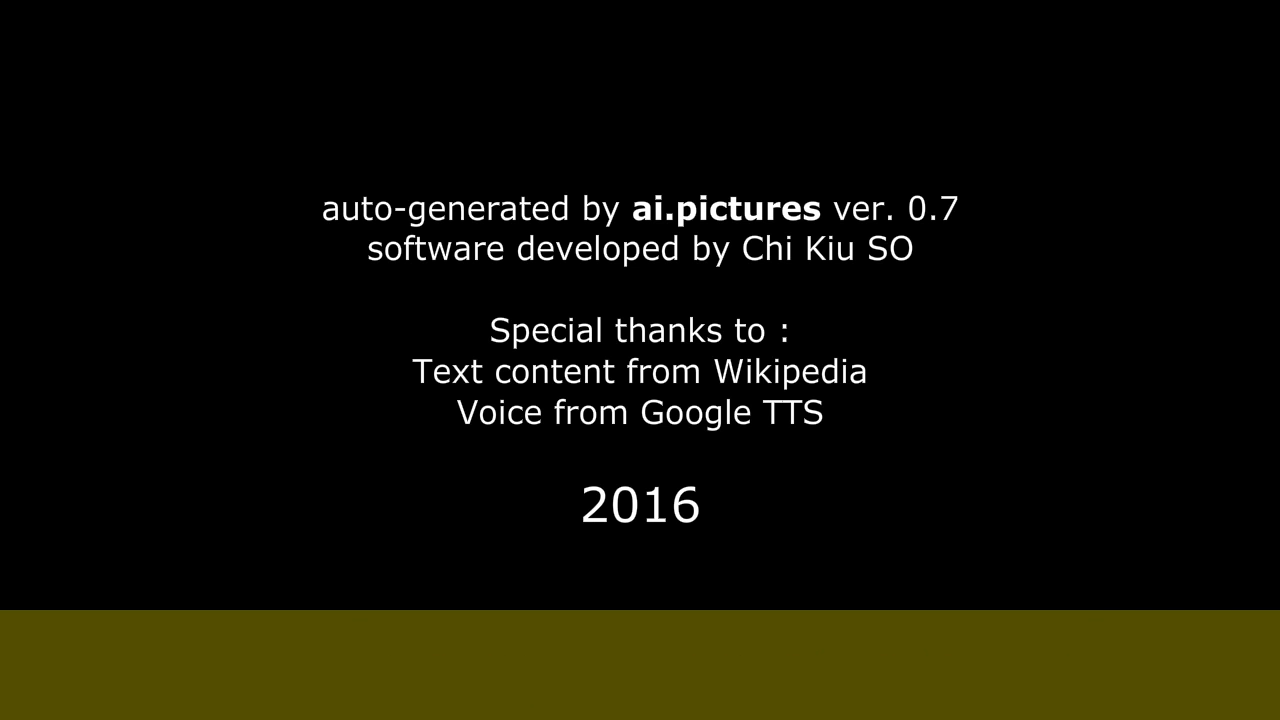 auto-generated by ai.pictures ver. 0.7
software developed by Chi Kiu SO
Special thanks to :
Text content from Wikipedia
Voice from Google TTS
2016